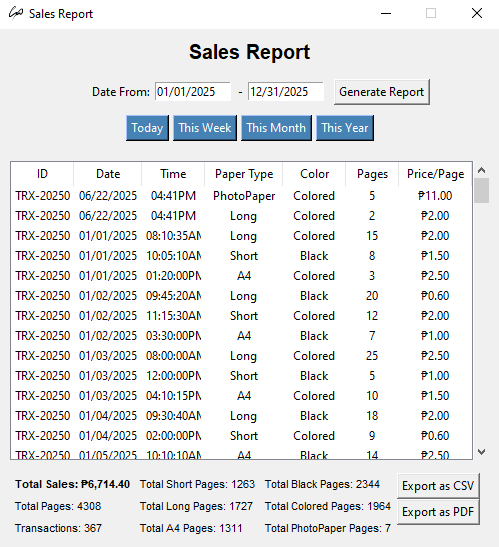 Sales Report
Sales Report
Date From: 01/01/2025 - 12/31/2025 Generate Report
Today This Week This Month This Year
ID Date Time Paper Type Color Pages Price/Page
TRX-20250 06/22/2025 04:41PM PhotoPaper Colored 5 ₱11.00
TRX-20250 06/22/2025 04:41PM Long Colored 2 ₱2.00
TRX-20250 01/01/2025 08:10:35AM Long Colored 15 ₱2.00
TRX-20250 01/01/2025 10:05:10AM Short Black 8 ₱1.50
TRX-20250 01/01/2025 01:20:00PM A4 Colored 3 ₱2.50
TRX-20250 01/02/2025 09:45:20AM Long Black 20 ₱0.60
TRX-20250 01/02/2025 11:15:30AM Short Colored 12 ₱2.00
TRX-20250 01/02/2025 03:30:00PM A4 Black 7 ₱1.00
TRX-20250 01/03/2025 08:00:00AM Long Colored 25 ₱2.50
TRX-20250 01/03/2025 12:00:00PM Short Black 5 ₱1.00
TRX-20250 01/03/2025 04:10:15PM A4 Colored 10 ₱1.50
TRX-20250 01/04/2025 09:30:40AM Long Black 18 ₱2.00
TRX-20250 01/04/2025 02:00:00PM Short Colored 9 ₱0.60
TRX-20250 01/05/2025 10:10:10AM A4 Black 14 ₱2.50
Total Sales: ₱6,714.40 Total Short Pages: 1263 Total Black Pages: 2344 Export as CSV
Total Pages: 4308 Total Long Pages: 1727 Total Colored Pages: 1964 Export as PDF
Transactions: 367 Total A4 Pages: 1311 Total PhotoPaper Pages: 7